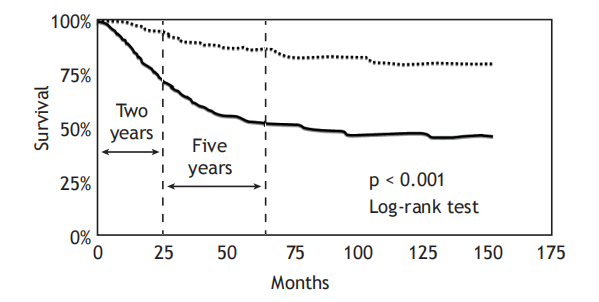 100%
75%
50%
25%
0%
Survival
Two
years
Five
years
p < 0.001
Log-rank test
0 25 50 75 100 125 150 175
Months